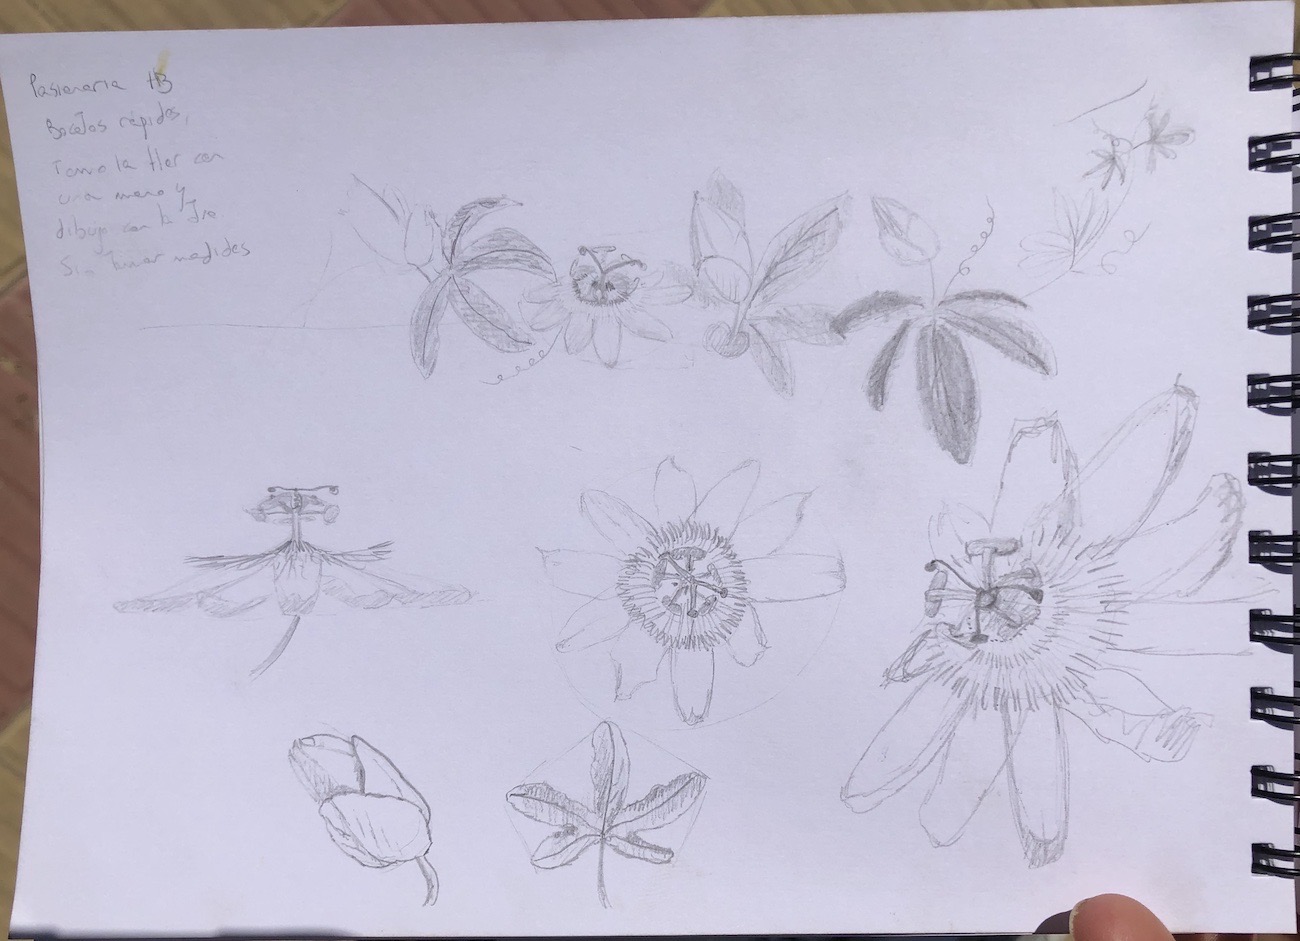 Pasionaria HB
Bocetos rápidos,
Tomo la flor con
una mano y
dibujo con la otra
Sin tomar medidas